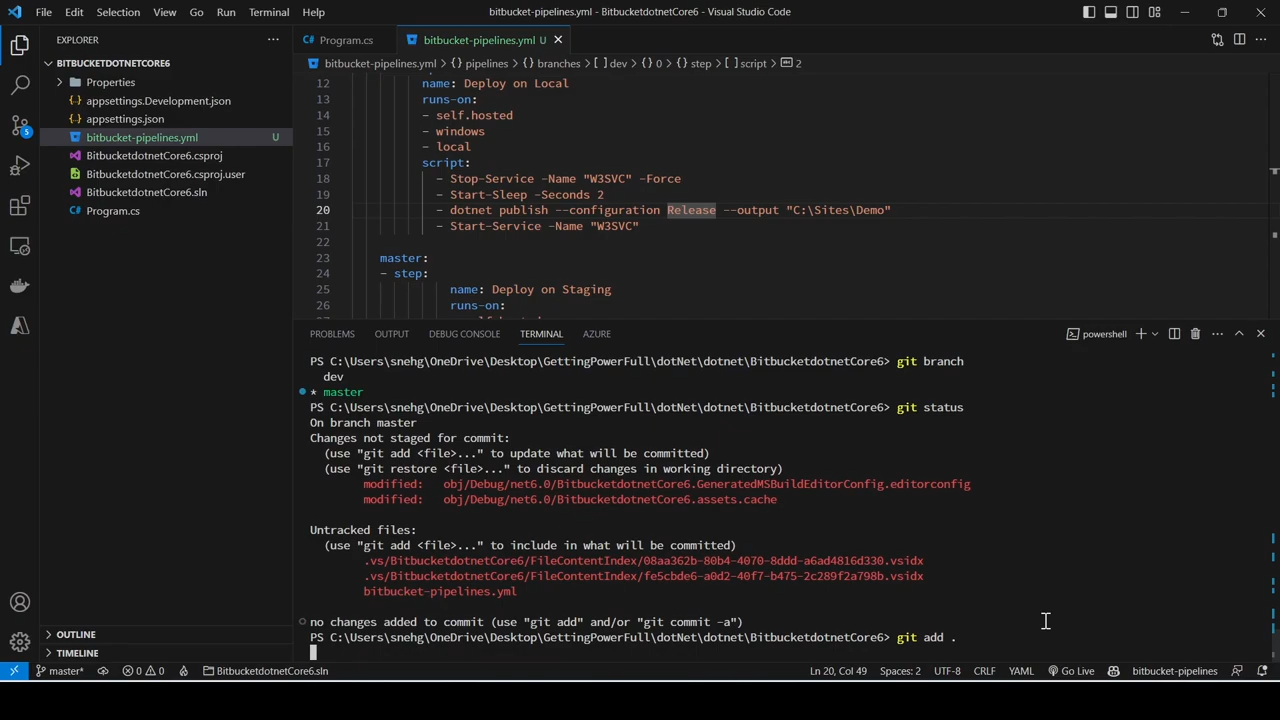 File Edit Selection View Go Run Terminal Help
bitbucket-pipelines.yml - BitbucketdotnetCore6 - Visual Studio Code
EXPLORER
BITBUCKETDOTNETCORE6
Properties
appsettings.Development.json
appsettings.json
bitbucket-pipelines.yml U
BitbucketdotnetCore6.csproj
BitbucketdotnetCore6.csproj.user
BitbucketdotnetCore6.sln
Program.cs
5
OUTLINE
TIMELINE
Program.cs
bitbucket-pipelines.yml U
bitbucket-pipelines.yml > {} pipelines > {} branches > [ ] dev > {} 0 > {} step > [ ] script > 2
12 name: Deploy on Local
13 runs-on:
14 - self.hosted
15 - windows
16 - local
17 script:
18 - Stop-Service -Name "W3SVC" -Force
19 - Start-Sleep -Seconds 2
20 - dotnet publish --configuration Release --output "C:\Sites\Demo"
21 - Start-Service -Name "W3SVC"
22
23 master:
24 - step:
25 name: Deploy on Staging
26 runs-on:
PROBLEMS OUTPUT DEBUG CONSOLE TERMINAL AZURE
powershell
PS C:\Users\snehg\OneDrive\Desktop\GettingPowerFull\dotNet\dotnet\BitbucketdotnetCore6> git branch
dev
* master
PS C:\Users\snehg\OneDrive\Desktop\GettingPowerFull\dotNet\dotnet\BitbucketdotnetCore6> git status
On branch master
Changes not staged for commit:
(use "git add <file>..." to update what will be committed)
(use "git restore <file>..." to discard changes in working directory)
modified: obj/Debug/net6.0/BitbucketdotnetCore6.GeneratedMSBuildEditorConfig.editorconfig
modified: obj/Debug/net6.0/BitbucketdotnetCore6.assets.cache
Untracked files:
(use "git add <file>..." to include in what will be committed)
.vs/BitbucketdotnetCore6/FileContentIndex/08aa362b-80b4-4070-8ddd-a6ad4816d330.vsidx
.vs/BitbucketdotnetCore6/FileContentIndex/fe5cbde6-a0d2-40f7-b475-2c289f2a798b.vsidx
bitbucket-pipelines.yml
no changes added to commit (use "git add" and/or "git commit -a")
PS C:\Users\snehg\OneDrive\Desktop\GettingPowerFull\dotNet\dotnet\BitbucketdotnetCore6> git add .
master* 0 0 BitbucketdotnetCore6.sln Ln 20, Col 49 Spaces: 2 UTF-8 CRLF YAML Go Live bitbucket-pipelines